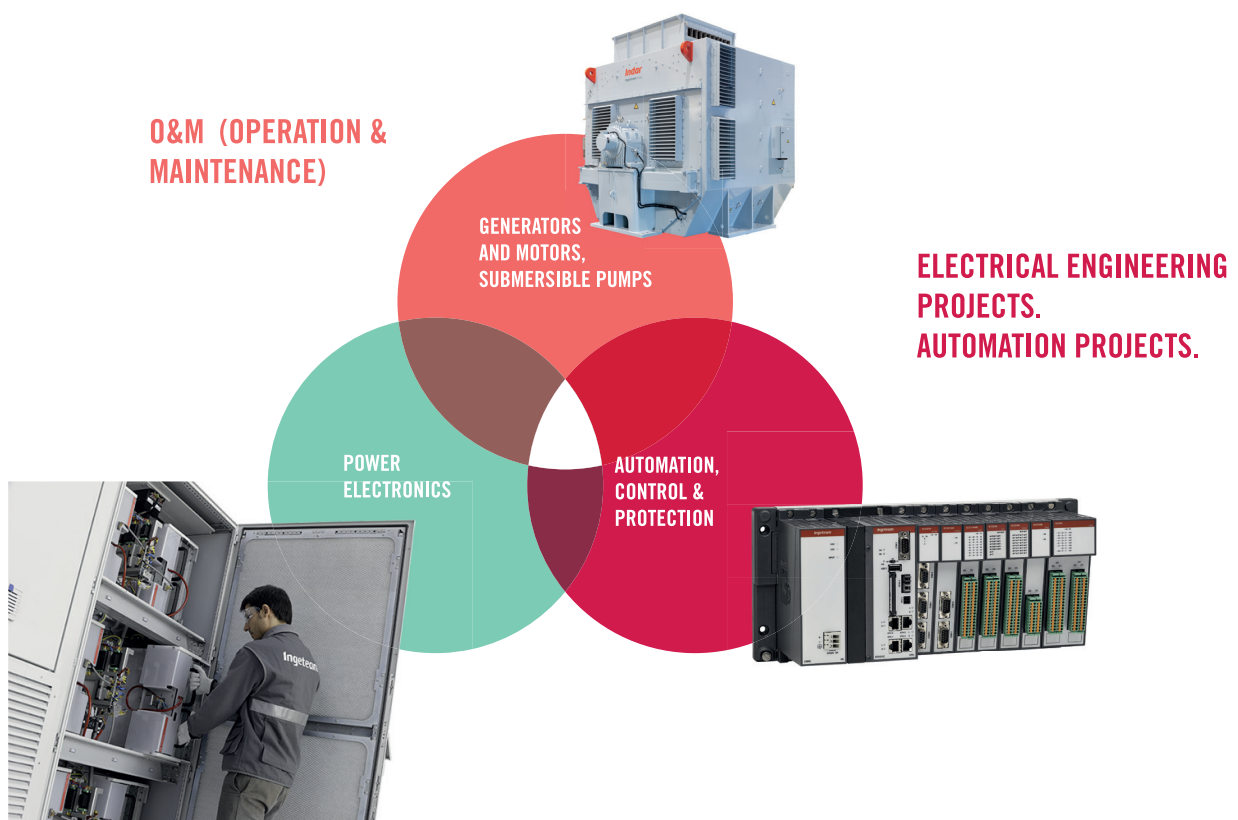 Indar
O&M (OPERATION &
MAINTENANCE)
GENERATORS
AND MOTORS,
SUBMERSIBLE PUMPS
ELECTRICAL ENGINEERING
PROJECTS.
AUTOMATION PROJECTS.
POWER
ELECTRONICS
AUTOMATION,
CONTROL &
PROTECTION
Ingeteam